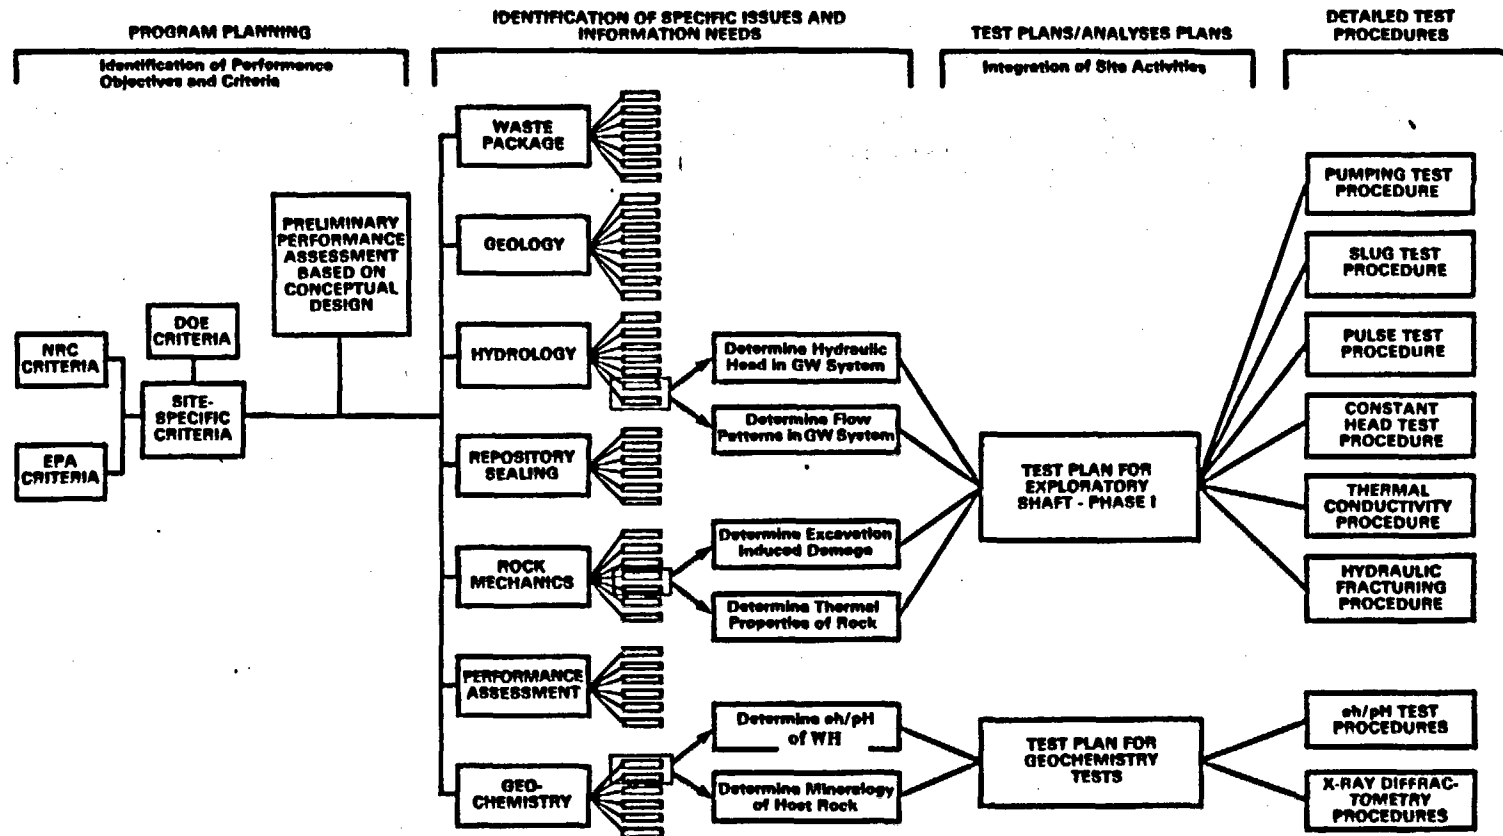 PROGRAM PLANNING
Identification of Performance
Objectives and Criteria
IDENTIFICATION OF SPECIFIC ISSUES AND
INFORMATION NEEDS
TEST PLANS/ANALYSES PLANS
Integration of Site Activities
DETAILED TEST
PROCEDURES
NRC
CRITERIA
EPA
CRITERIA
DOE
CRITERIA
SITE-
SPECIFIC
CRITERIA
PRELIMINARY
PERFORMANCE
ASSESSMENT
BASED ON
CONCEPTUAL
DESIGN
WASTE
PACKAGE
GEOLOGY
HYDROLOGY
REPOSITORY
SEALING
ROCK
MECHANICS
PERFORMANCE
ASSESSMENT
GEO-
CHEMISTRY
Determine Hydraulic
Head in GW System
Determine Flow
Patterns in GW System
Determine Excavation
Induced Damage
Determine Thermal
Properties of Rock
Determine eh/pH
of WH
Determine Mineralogy
of Host Rock
TEST PLAN FOR
EXPLORATORY
SHAFT - PHASE I
TEST PLAN FOR
GEOCHEMISTRY
TESTS
PUMPING TEST
PROCEDURE
SLUG TEST
PROCEDURE
PULSE TEST
PROCEDURE
CONSTANT
HEAD TEST
PROCEDURE
THERMAL
CONDUCTIVITY
PROCEDURE
HYDRAULIC
FRACTURING
PROCEDURE
eh/pH TEST
PROCEDURES
X-RAY DIFFRAC-
TOMETRY
PROCEDURES